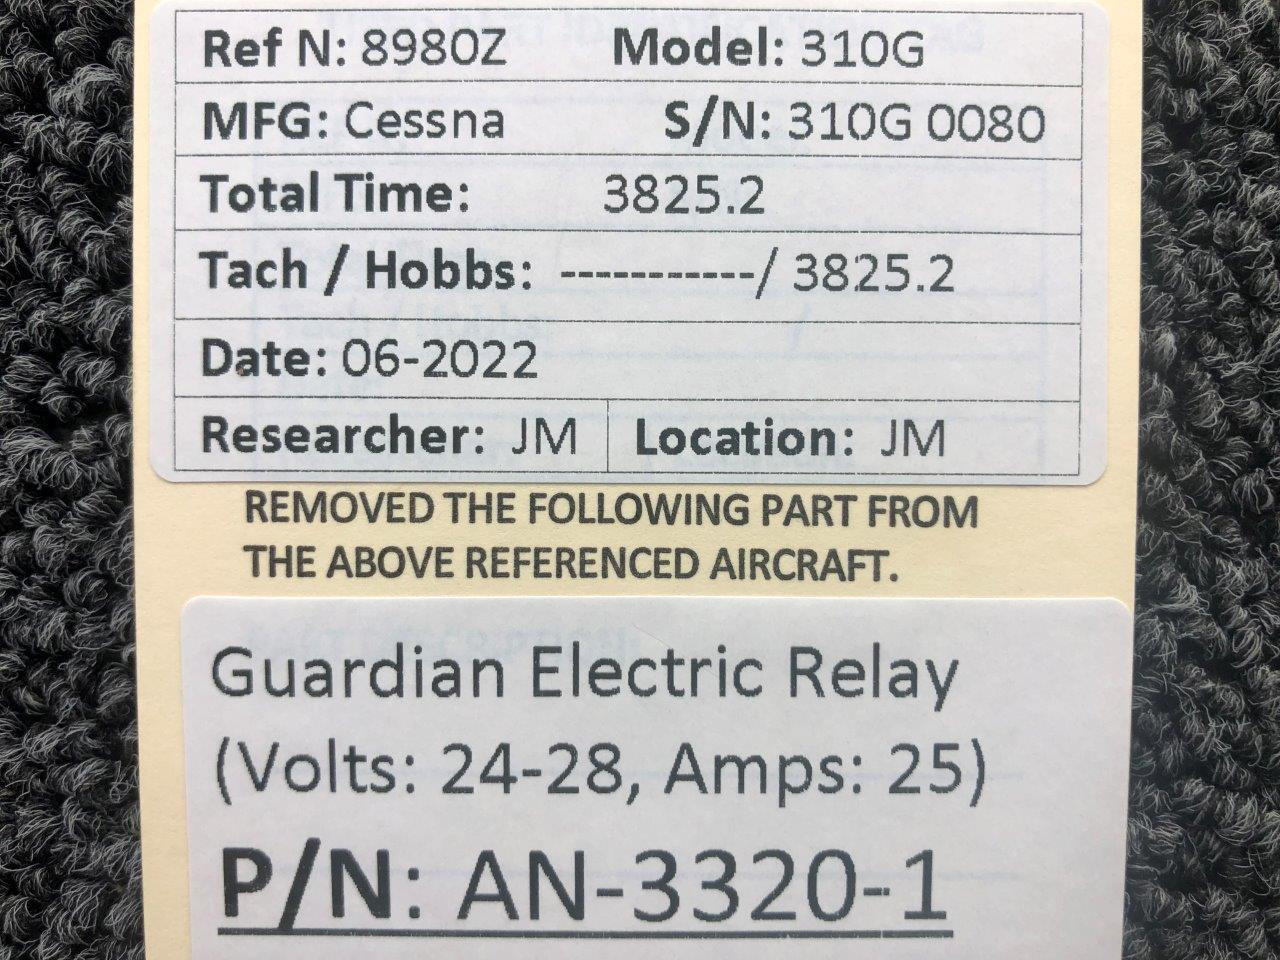 Ref N: 8980Z Model: 310G
MFG: Cessna S/N: 310G 0080
Total Time: 3825.2
Tach / Hobbs: -----------/ 3825.2
Date: 06-2022
Researcher: JM Location: JM
REMOVED THE FOLLOWING PART FROM
THE ABOVE REFERENCED AIRCRAFT.
Guardian Electric Relay
(Volts: 24-28, Amps: 25)
P/N: AN-3320-1